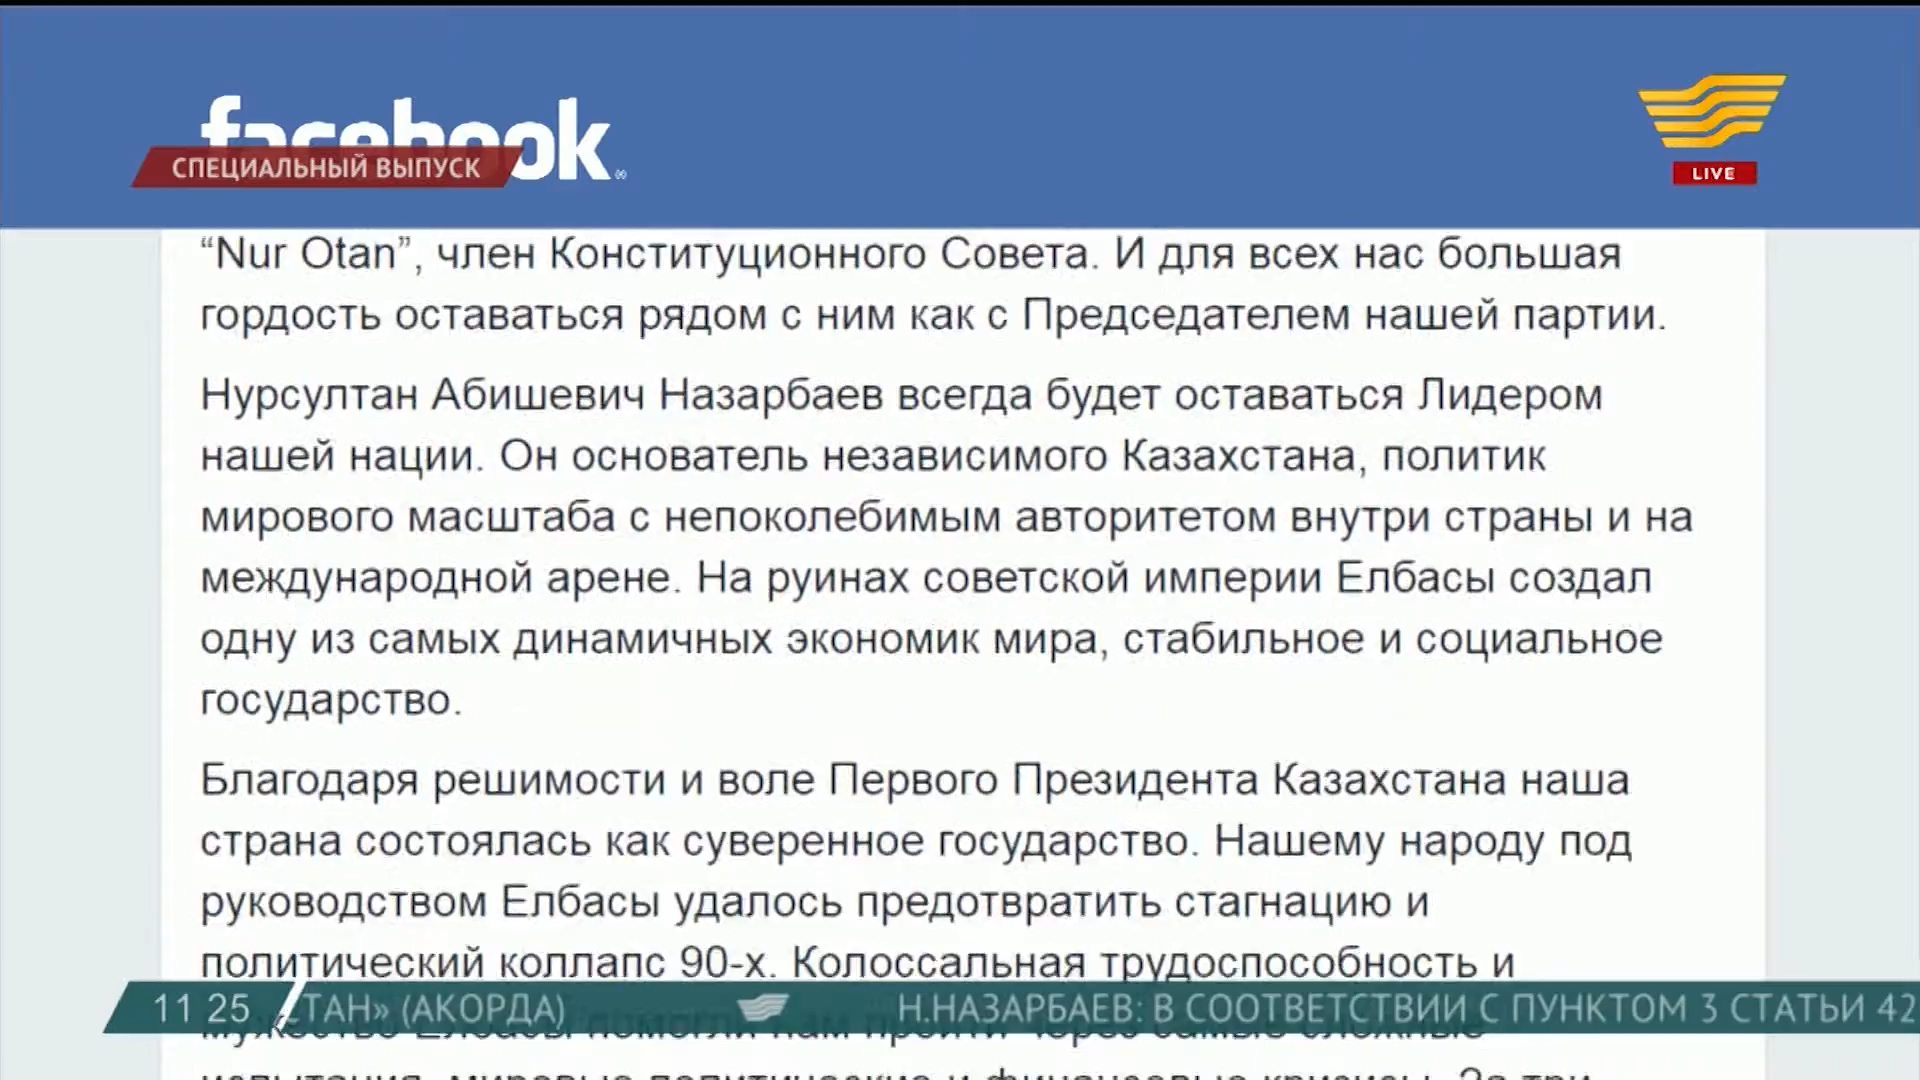 facebook
СПЕЦИАЛЬНЫЙ ВЫПУСК
LIVE
“Nur Otan”, член Конституционного Совета. И для всех нас большая
гордость оставаться рядом с ним как с Председателем нашей партии.
Нурсултан Абишевич Назарбаев всегда будет оставаться Лидером
нашей нации. Он основатель независимого Казахстана, политик
мирового масштаба с непоколебимым авторитетом внутри страны и на
международной арене. На руинах советской империи Елбасы создал
одну из самых динамичных экономик мира, стабильное и социальное
государство.
Благодаря решимости и воле Первого Президента Казахстана наша
страна состоялась как суверенное государство. Нашему народу под
руководством Елбасы удалось предотвратить стагнацию и
политический коллапс 90-х. Колоссальная трудоспособность и
11 25 ТАН» (АКОРДА) Н.НАЗАРБАЕВ: В СООТВЕТСТВИИ С ПУНКТОМ 3 СТАТЬИ 42